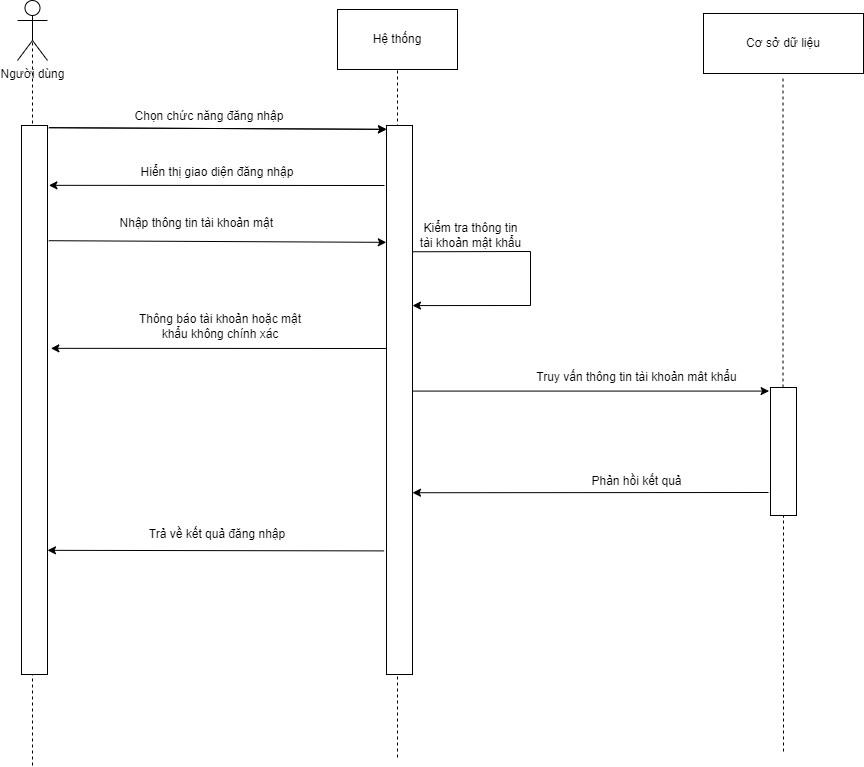 Người dùng
Hệ thống
Cơ sở dữ liệu
Chọn chức năng đăng nhập
Hiển thị giao diện đăng nhập
Nhập thông tin tài khoản mật
Kiểm tra thông tin
tài khoản mật khẩu
Thông báo tài khoản hoặc mật
khẩu không chính xác
Truy vấn thông tin tài khoản mât khẩu
Phản hồi kết quả
Trả về kết quả đăng nhập